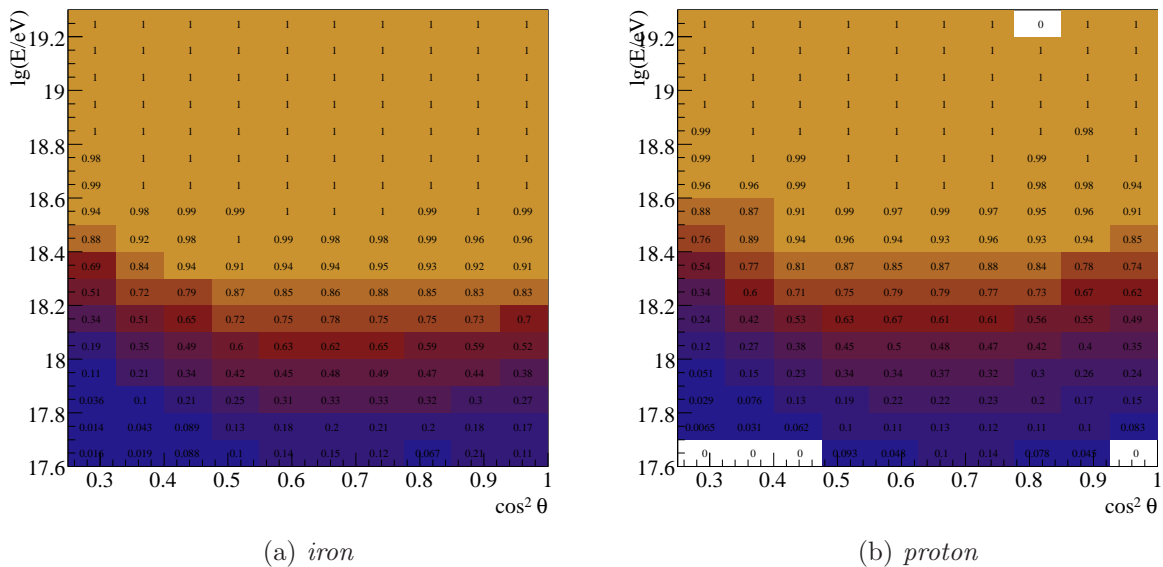 lg(E/eV)
1 1 1 1 1 1 1 1 1 1
19.2
1 1 1 1 1 1 1 1 1 1
1 1 1 1 1 1 1 1 1 1
19
1 1 1 1 1 1 1 1 1 1
1 1 1 1 1 1 1 1 1 1
18.8
0.98 1 1 1 1 1 1 1 1 1
0.99 1 1 1 1 1 1 1 1 1
18.6
0.94 0.98 0.99 0.99 1 1 1 0.99 1 0.99
0.88 0.92 0.98 1 0.99 0.98 0.98 0.99 0.96 0.96
18.4
0.69 0.84 0.94 0.91 0.94 0.94 0.95 0.93 0.92 0.91
0.51 0.72 0.79 0.87 0.85 0.86 0.88 0.85 0.83 0.83
18.2
0.34 0.51 0.65 0.72 0.75 0.78 0.75 0.75 0.73 0.7
0.19 0.35 0.49 0.6 0.63 0.62 0.65 0.59 0.59 0.52
18
0.11 0.21 0.34 0.42 0.45 0.48 0.49 0.47 0.44 0.38
0.036 0.1 0.21 0.25 0.31 0.33 0.33 0.32 0.3 0.27
17.8
0.014 0.043 0.089 0.13 0.18 0.2 0.21 0.2 0.18 0.17
0.016 0.019 0.088 0.1 0.14 0.15 0.12 0.067 0.21 0.11
17.6
0.3 0.4 0.5 0.6 0.7 0.8 0.9 1
cos² θ
(a) iron
lg(E/eV)
1 1 1 1 1 1 1 0 1 1
19.2
1 1 1 1 1 1 1 1 1 1
1 1 1 1 1 1 1 1 1 1
19
1 1 1 1 1 1 1 1 1 1
0.99 1 1 1 1 1 1 1 0.98 1
18.8
0.99 1 0.99 1 1 1 1 0.99 1 1
0.96 0.96 0.99 1 1 1 1 0.98 0.98 0.94
18.6
0.88 0.87 0.91 0.99 0.97 0.99 0.97 0.95 0.96 0.91
0.76 0.89 0.94 0.96 0.94 0.93 0.96 0.93 0.94 0.85
18.4
0.54 0.77 0.81 0.87 0.85 0.87 0.88 0.84 0.78 0.74
0.34 0.6 0.71 0.75 0.79 0.79 0.77 0.73 0.67 0.62
18.2
0.24 0.42 0.53 0.63 0.67 0.61 0.61 0.56 0.55 0.49
0.12 0.27 0.38 0.45 0.5 0.48 0.47 0.42 0.4 0.35
18
0.051 0.15 0.23 0.34 0.34 0.37 0.32 0.3 0.26 0.24
0.029 0.076 0.13 0.19 0.22 0.22 0.23 0.2 0.17 0.15
17.8
0.0065 0.031 0.062 0.1 0.11 0.13 0.12 0.11 0.1 0.083
0 0 0 0.093 0.048 0.1 0.14 0.078 0.045 0
17.6
0.3 0.4 0.5 0.6 0.7 0.8 0.9 1
cos² θ
(b) proton